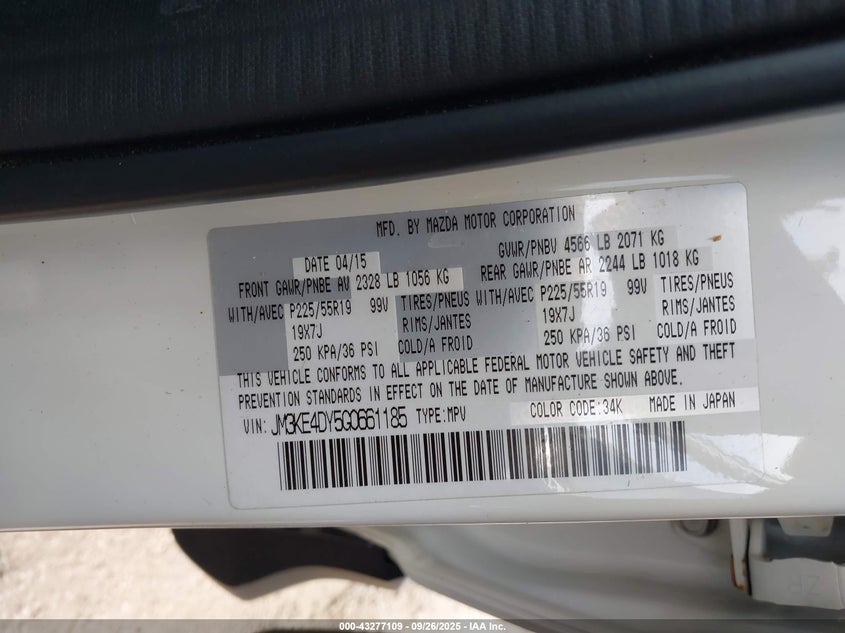 MFD. BY MAZDA MOTOR CORPORATION
DATE 04/15 GVWR/PNBV 4566 LB 2071 KG
FRONT GAWR/PNBE AV 2328 LB 1056 KG REAR GAWR/PNBE AR 2244 LB 1018 KG
WITH/AVEC P225/55R19 99V TIRES/PNEUS WITH/AVEC P225/55R19 99V TIRES/PNEUS
19X7J RIMS/JANTES 19X7J RIMS/JANTES
250 KPA/36 PSI COLD/A FROID 250 KPA/36 PSI COLD/A FROID
THIS VEHICLE CONFORMS TO ALL APPLICABLE FEDERAL MOTOR VEHICLE SAFETY AND THEFT
PREVENTION STANDARDS IN EFFECT ON THE DATE OF MANUFACTURE SHOWN ABOVE.
VIN: JM3KE4DY5G0661185 TYPE:MPV COLOR CODE:34K MADE IN JAPAN
000-43277109 - 09/26/2025 - IAA Inc.